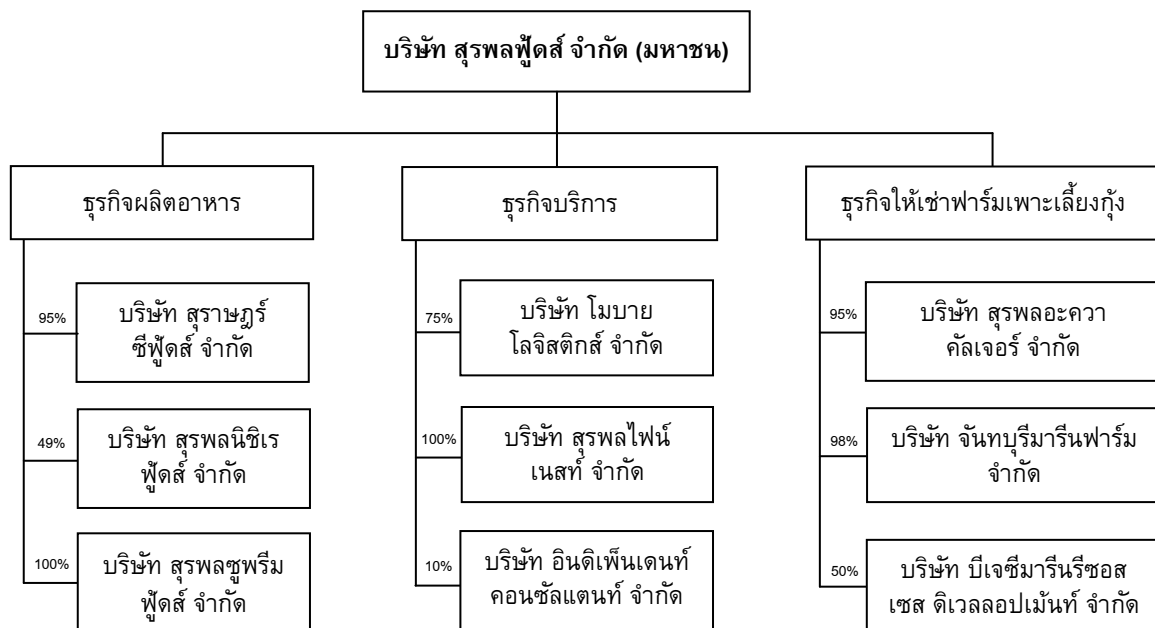 บริษัท สุรพลฟู้ดส์ จำกัด (มหาชน)
ธุรกิจผลิตอาหาร
95%
บริษัท สุราษฎร์
ซีฟู้ดส์ จำกัด
49%
บริษัท สุรพลนิชิเร
ฟู้ดส์ จำกัด
100%
บริษัท สุรพลซูพรีม
ฟู้ดส์ จำกัด
ธุรกิจบริการ
75%
บริษัท โมบาย
โลจิสติกส์ จำกัด
100%
บริษัท สุรพลไฟน์
เนสท์ จำกัด
10%
บริษัท อินดิเพ็นเดนท์
คอนซัลแตนท์ จำกัด
ธุรกิจให้เช่าฟาร์มเพาะเลี้ยงกุ้ง
95%
บริษัท สุรพลอะควา
คัลเจอร์ จำกัด
98%
บริษัท จันทบุรีมารีนฟาร์ม
จำกัด
50%
บริษัท บีเจซีมารีนรีซอส
เซส ดิเวลลอปเม้นท์ จำกัด